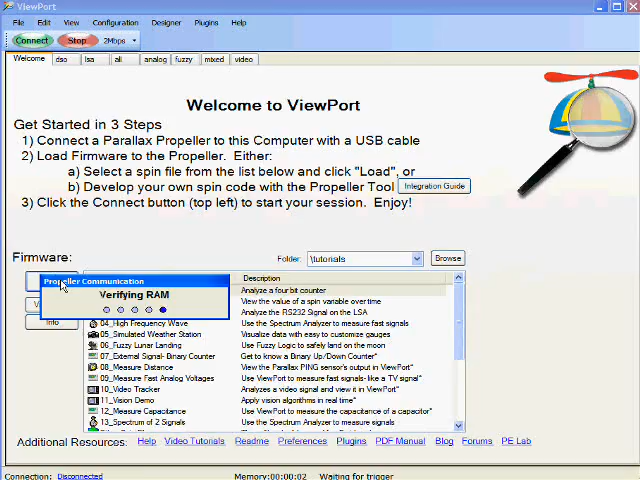 ViewPort
File Edit View Configuration Designer Plugins Help
Connect Stop 2Mbps
Welcome dso lsa all analog fuzzy mixed video
Welcome to ViewPort
Get Started in 3 Steps
1) Connect a Parallax Propeller to this Computer with a USB cable
2) Load Firmware to the Propeller. Either:
a) Select a spin file from the list below and click "Load", or
b) Develop your own spin code with the Propeller Tool Integration Guide
3) Click the Connect button (top left) to start your session. Enjoy!
Firmware: Folder: \tutorials Browse
Description
Propeller Communication
Verifying RAM
Analyze a four bit counter
View the value of a spin variable over time
Analyze the RS232 Signal on the LSA
04_High Frequency Wave Use the Spectrum Analyzer to measure fast signals
Info 05_Simulated Weather Station Visualize data easily to customize gauges
06_Fuzzy Lunar Landing Use Fuzzy Logic to safely land the lunar lander
07_External Signal- Binary Counter Get to know a Binary Up/Down Counter*
08_Measure Distance View the Parallax PING sensor's output in ViewPort*
09_Measure Fast Analog Voltages Use ViewPort to measure fast signals- like a TV signal*
10_Video Tracker Analyzes a video signal and view it in ViewPort*
11_Vision Demo Apply vision algorithms in real time*
12_Measure Capacitance Use ViewPort to measure the capacitance of a capacitor*
13_Spectrum of 2 Signals Use the Spectrum Analyzer to measure fast signals
Additional Resources: Help Video Tutorials Readme Preferences Plugins PDF Manual Blog Forums PE Lab
Connection: Disconnected Memory:00:00:02 Waiting for trigger